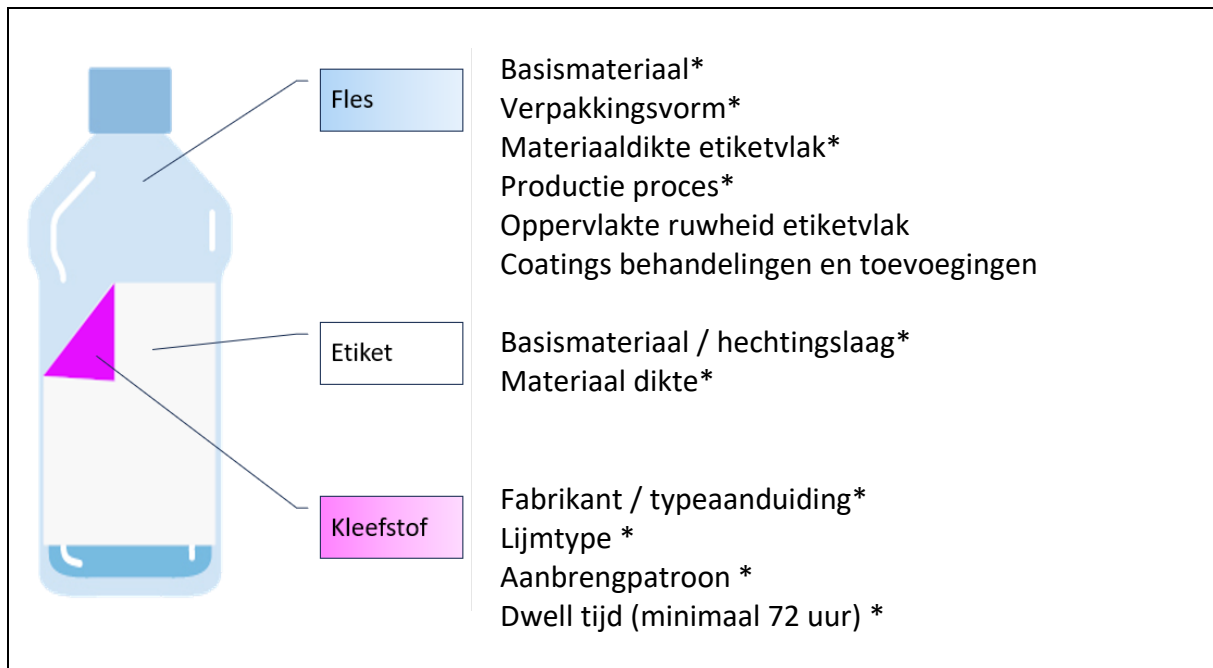 Fles
Basismateriaal*
Verpakkingsvorm*
Materiaaldikte etiketvlak*
Productie proces*
Oppervlakte ruwheid etiketvlak
Coatings behandelingen en toevoegingen
Etiket
Basismateriaal / hechtingslaag*
Materiaal dikte*
Kleefstof
Fabrikant / typeaanduiding*
Lijmtype *
Aanbrengpatroon *
Dwell tijd (minimaal 72 uur) *